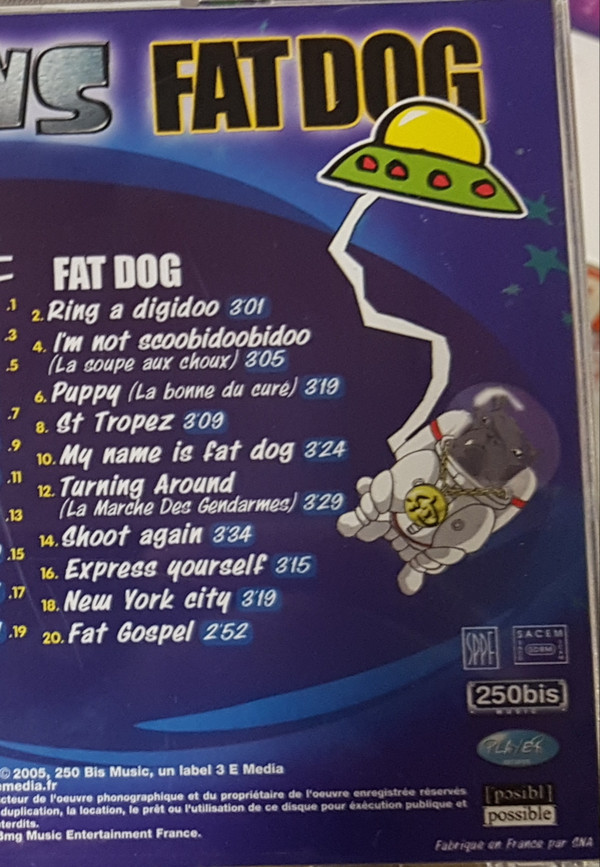 NS FAT DOG
FAT DOG
.1 2. Ring a digidoo 3'01
.3 4. I'm not scoobidoobidoo
.5 (La soupe aux choux) 3'05
6. Puppy (La bonne du curé) 3'19
.7 8. St Tropez 3'09
.9 10. My name is fat dog 3'24
.11 12. Turning Around
.13 (La Marche Des Gendarmes) 3'29
14. Shoot again 3'34
.15 16. Express yourself 3'15
.17 18. New York city 3'19
.19 20. Fat Gospel 2'52
SPPF SACEM
SDRM
250bis
MUSIC
PLAYER
© 2005, 250 Bis Music, un label 3 E Media
media.fr
cteur de l'oeuvre phonographique et du propriétaire de l'oeuvre enregistrée réservés
duplication, la location, le prêt ou l'utilisation de ce disque pour éxécution publique et
terdits.
Bmg Music Entertainment France.
[posibl]
possible
Fabriqué en France par SNA